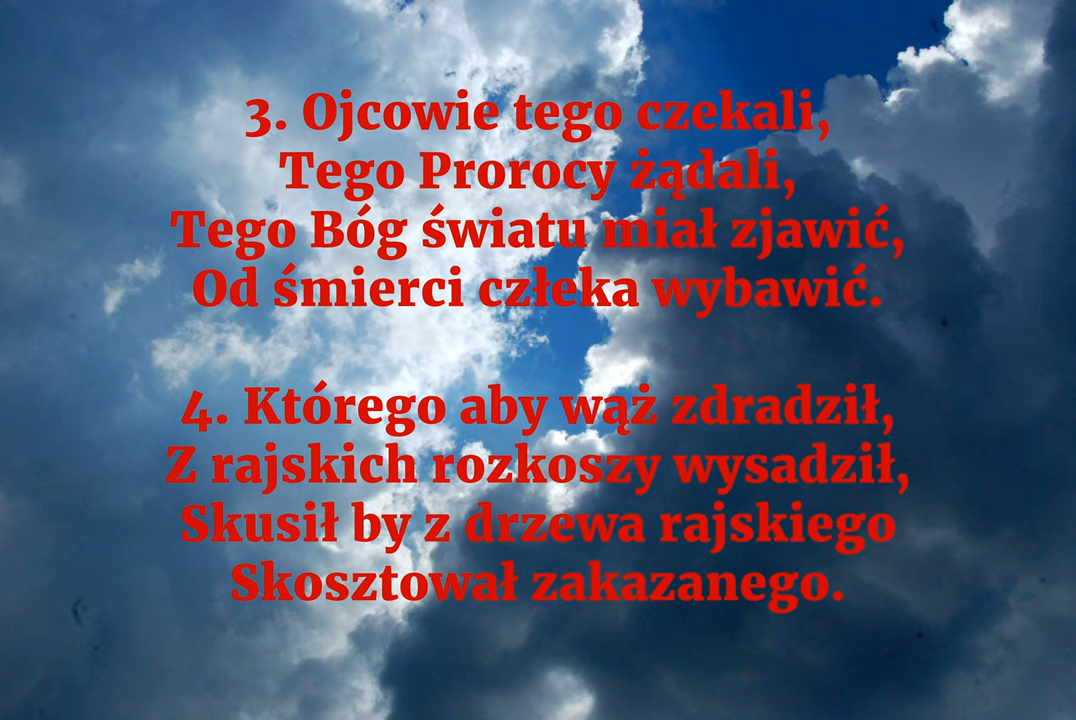 3. Ojcowie tego czekali,
Tego Prorocy żądali,
Tego Bóg światu miał zjawić,
Od śmierci człeka wybawić.
4. Którego aby wąż zdradził,
Z rajskich rozkoszy wysadził,
Skusił by z drzewa rajskiego
Skosztował zakazanego.